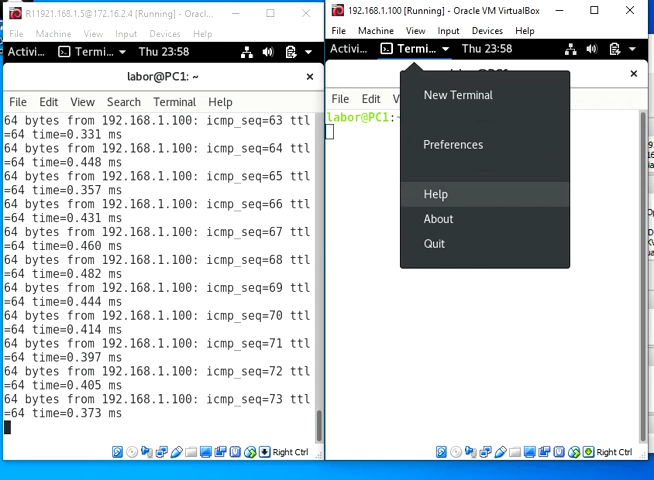 R11921.168.1.5@172.16.2.4 [Running] - Oracl...
File Machine View Input Devices Help
Activi... Termi... Thu 23:58
labor@PC1: ~
File Edit View Search Terminal Help
64 bytes from 192.168.1.100: icmp_seq=63 ttl
=64 time=0.331 ms
64 bytes from 192.168.1.100: icmp_seq=64 ttl
=64 time=0.448 ms
64 bytes from 192.168.1.100: icmp_seq=65 ttl
=64 time=0.357 ms
64 bytes from 192.168.1.100: icmp_seq=66 ttl
=64 time=0.431 ms
64 bytes from 192.168.1.100: icmp_seq=67 ttl
=64 time=0.460 ms
64 bytes from 192.168.1.100: icmp_seq=68 ttl
=64 time=0.482 ms
64 bytes from 192.168.1.100: icmp_seq=69 ttl
=64 time=0.444 ms
64 bytes from 192.168.1.100: icmp_seq=70 ttl
=64 time=0.414 ms
64 bytes from 192.168.1.100: icmp_seq=71 ttl
=64 time=0.397 ms
64 bytes from 192.168.1.100: icmp_seq=72 ttl
=64 time=0.405 ms
64 bytes from 192.168.1.100: icmp_seq=73 ttl
=64 time=0.373 ms
Right Ctrl
192.168.1.100 [Running] - Oracle VM VirtualBox
File Machine View Input Devices Help
Activi... Termi... Thu 23:58
File Edit
labor@PC1:~
New Terminal
Preferences
Help
About
Quit
Right Ctrl